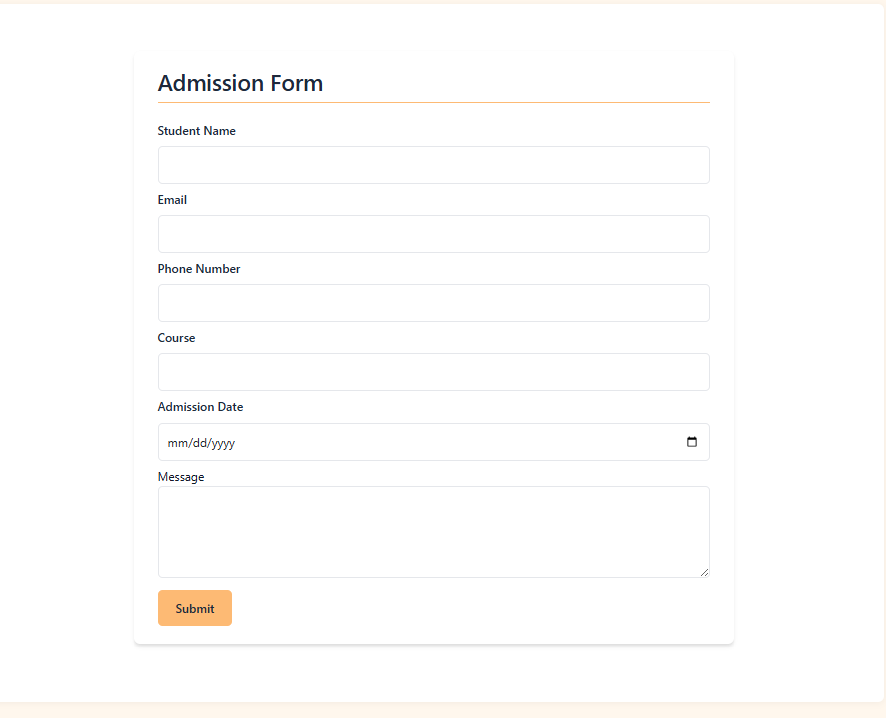 Admission Form
Student Name
Email
Phone Number
Course
Admission Date
mm/dd/yyyy
Message
Submit